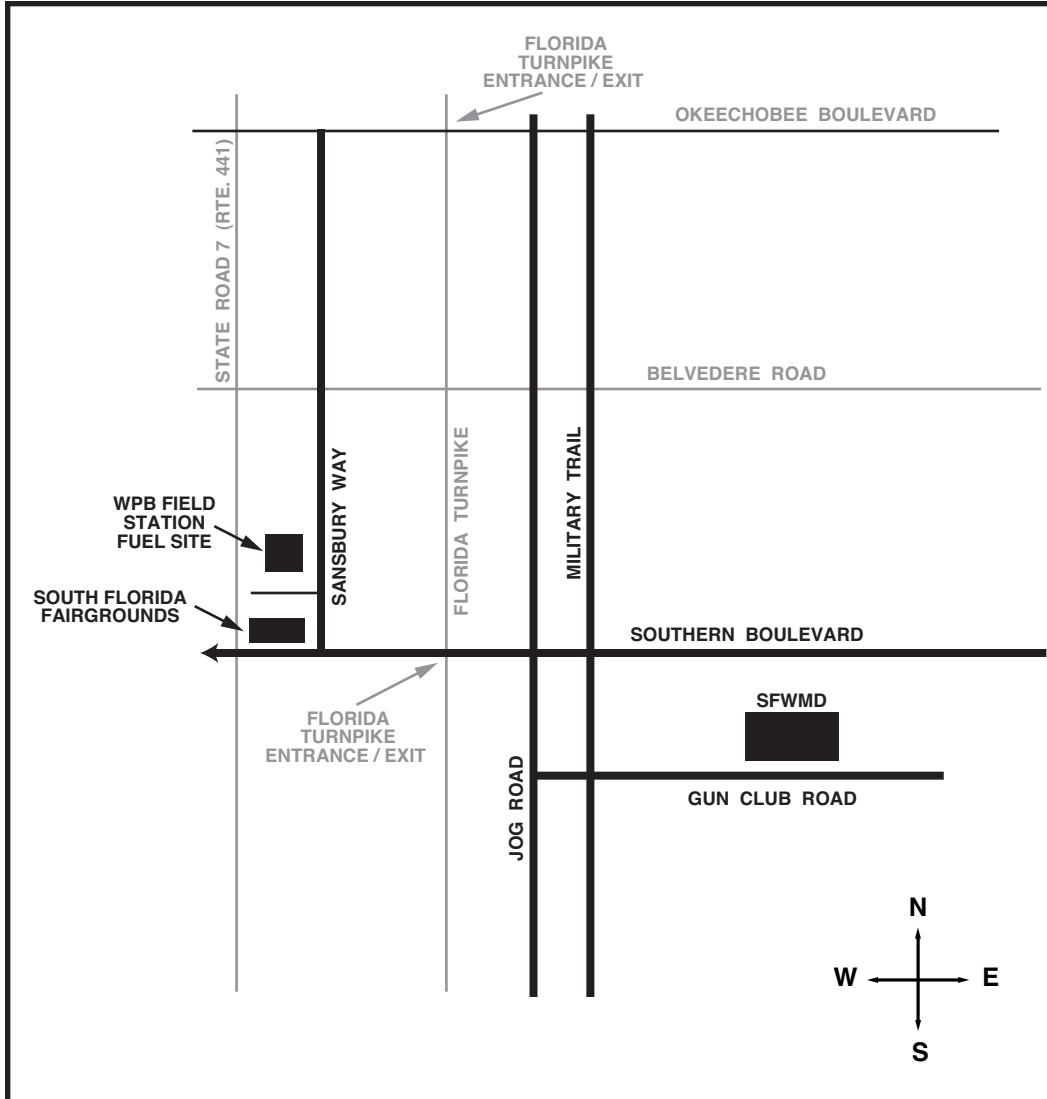 FLORIDA
TURNPIKE
ENTRANCE / EXIT
OKEECHOBEE BOULEVARD
STATE ROAD 7 (RTE. 441)
BELVEDERE ROAD
WPB FIELD
STATION
FUEL SITE
SANSBURY WAY
FLORIDA TURNPIKE
MILITARY TRAIL
SOUTH FLORIDA
FAIRGROUNDS
SOUTHERN BOULEVARD
FLORIDA
TURNPIKE
ENTRANCE / EXIT
SFWMD
JOG ROAD
GUN CLUB ROAD
N
W
E
S